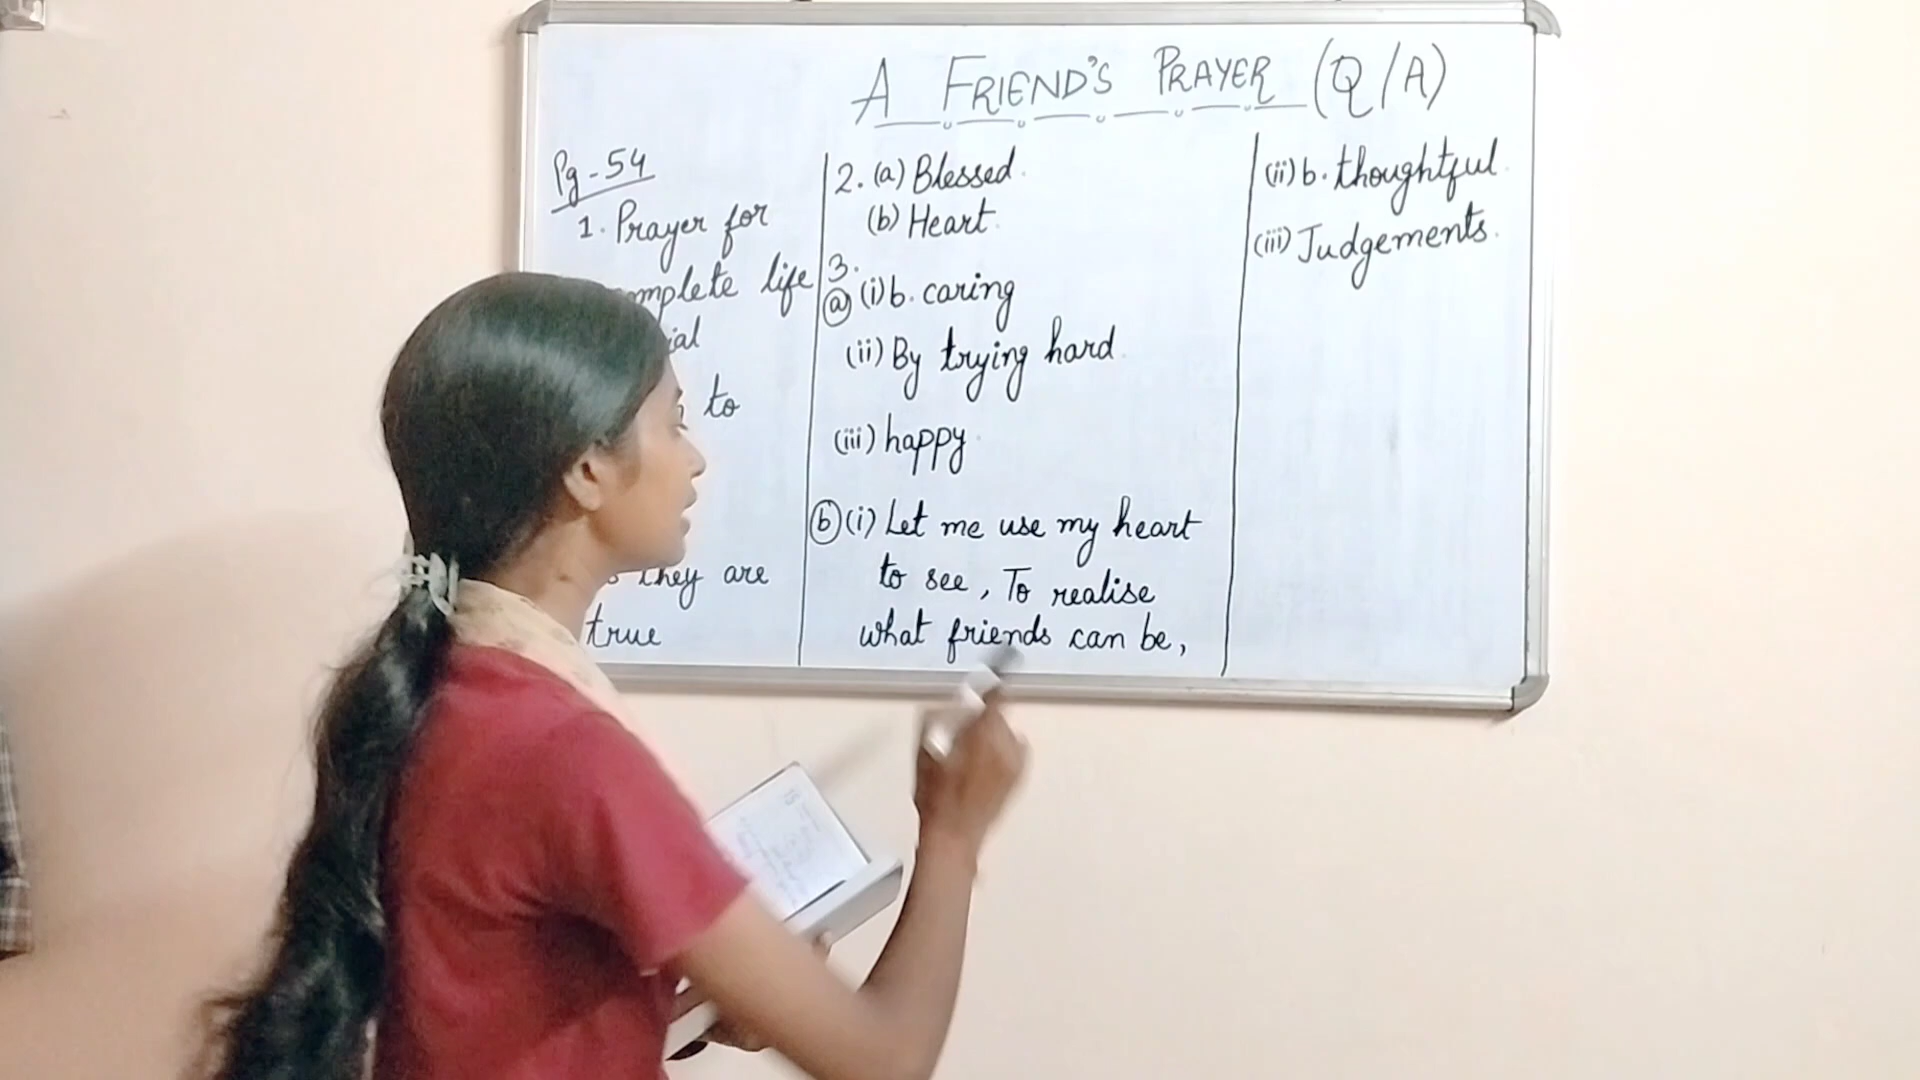 A FRIEND'S PRAYER (Q/A)
Pg - 54
1. Prayer for
life
to
they are
true
2. (a) Blessed.
(b) Heart.
3.
(a) (i) b. caring
(ii) By trying hard
(iii) happy
(b) (i) Let me use my heart
to see, To realise
what friends can be,
(ii) b. thoughtful.
(iii) Judgements.